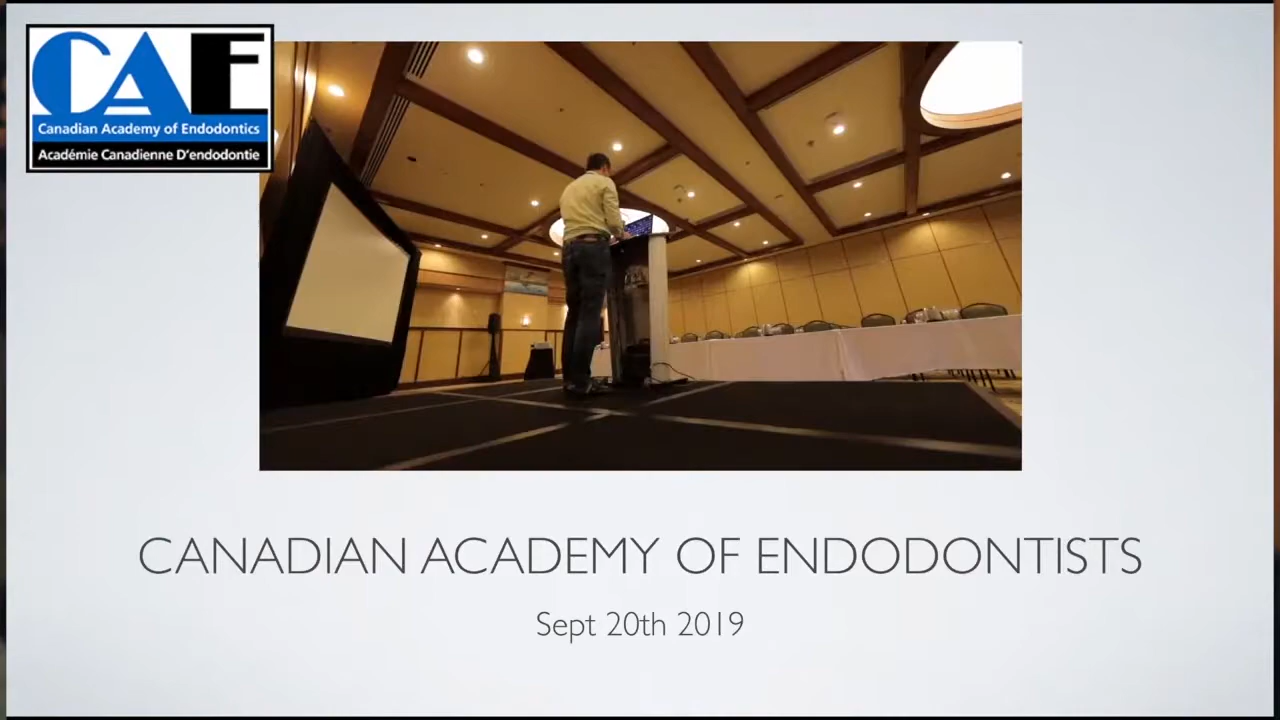 CAE
Canadian Academy of Endodontics
Académie Canadienne D'endodontie
CANADIAN ACADEMY OF ENDODONTISTS
Sept 20th 2019